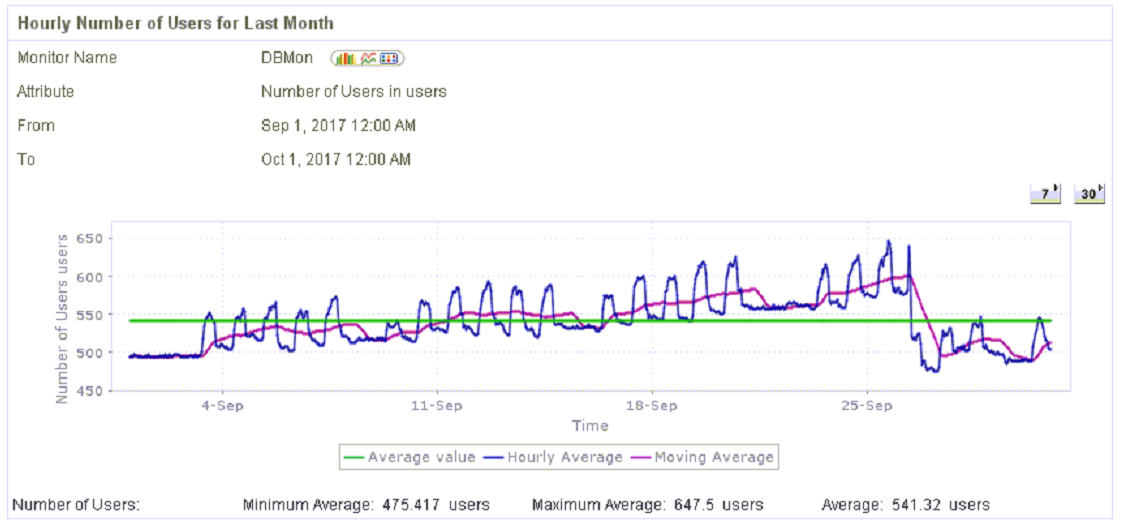 Hourly Number of Users for Last Month
Monitor Name DBMon
Attribute Number of Users in users
From Sep 1, 2017 12:00 AM
To Oct 1, 2017 12:00 AM
7 30
Number of Users users
650
600
550
500
450
4-Sep 11-Sep 18-Sep 25-Sep
Time
Average value Hourly Average Moving Average
Number of Users: Minimum Average: 475.417 users Maximum Average: 647.5 users Average: 541.32 users